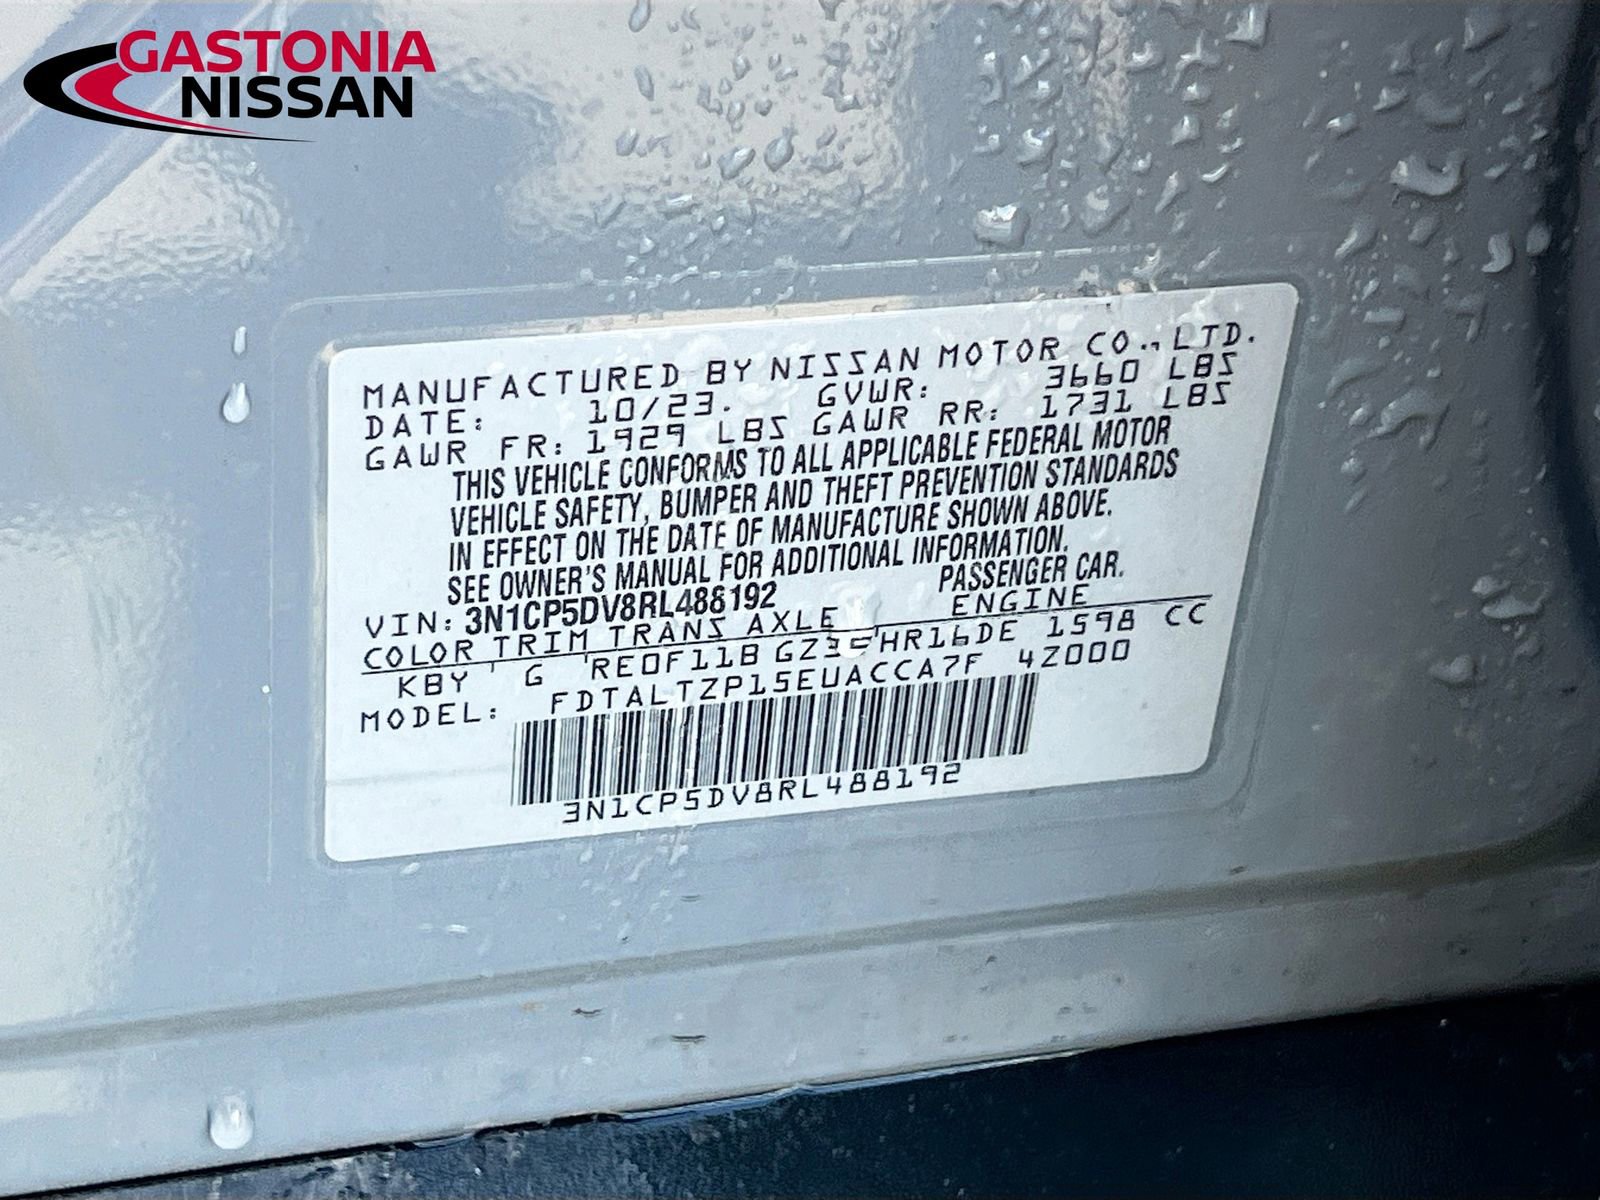 GASTONIA
NISSAN
MANUFACTURED BY NISSAN MOTOR CO., LTD.
DATE: 10/23. GVWR: 3660 LBS
GAWR FR: 1929 LBS GAWR RR: 1731 LBS
THIS VEHICLE CONFORMS TO ALL APPLICABLE FEDERAL MOTOR
VEHICLE SAFETY, BUMPER AND THEFT PREVENTION STANDARDS
IN EFFECT ON THE DATE OF MANUFACTURE SHOWN ABOVE.
SEE OWNER'S MANUAL FOR ADDITIONAL INFORMATION.
VIN: 3N1CP5DV8RL488192 PASSENGER CAR.
COLOR TRIM TRANS AXLE ENGINE
KBY G RE0F11B HR16DE 1598 CC
MODEL: FDTALTZP15EUACCA7F 4Z000
3N1CP5DV8RL488192